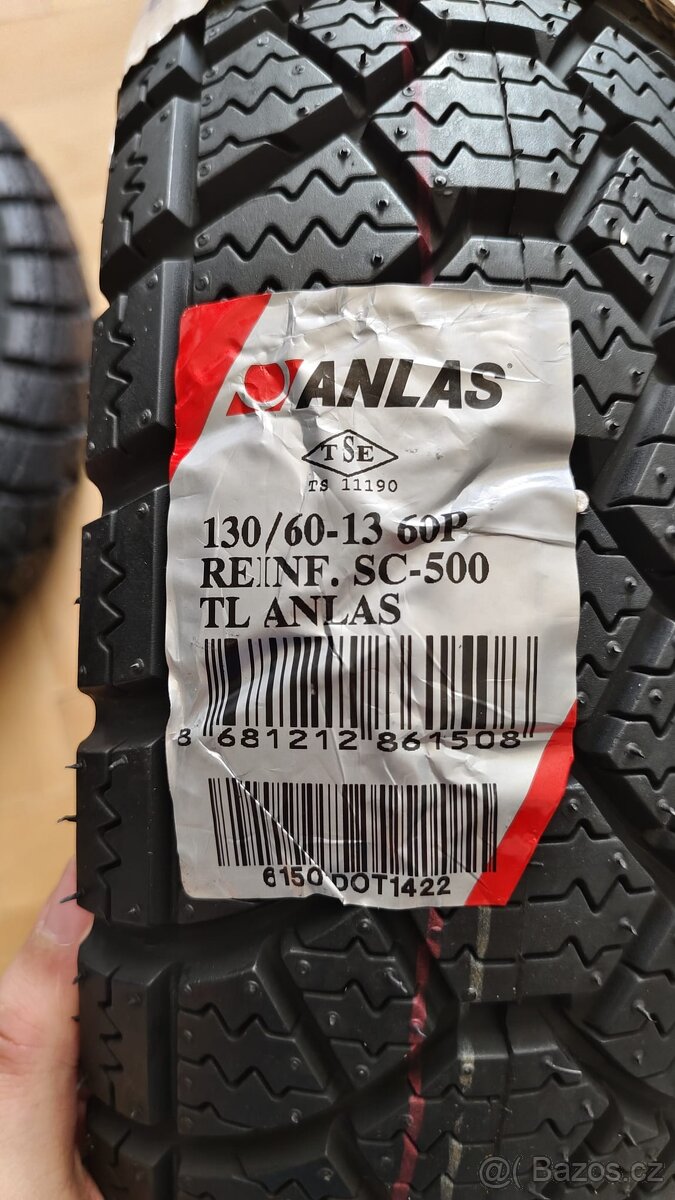 ANLAS
TSE
TS 11190
130/60-13 60P
REINF. SC-500
TL ANLAS
8 681212 861508
6150 DOT1422
@( Bazos.cz